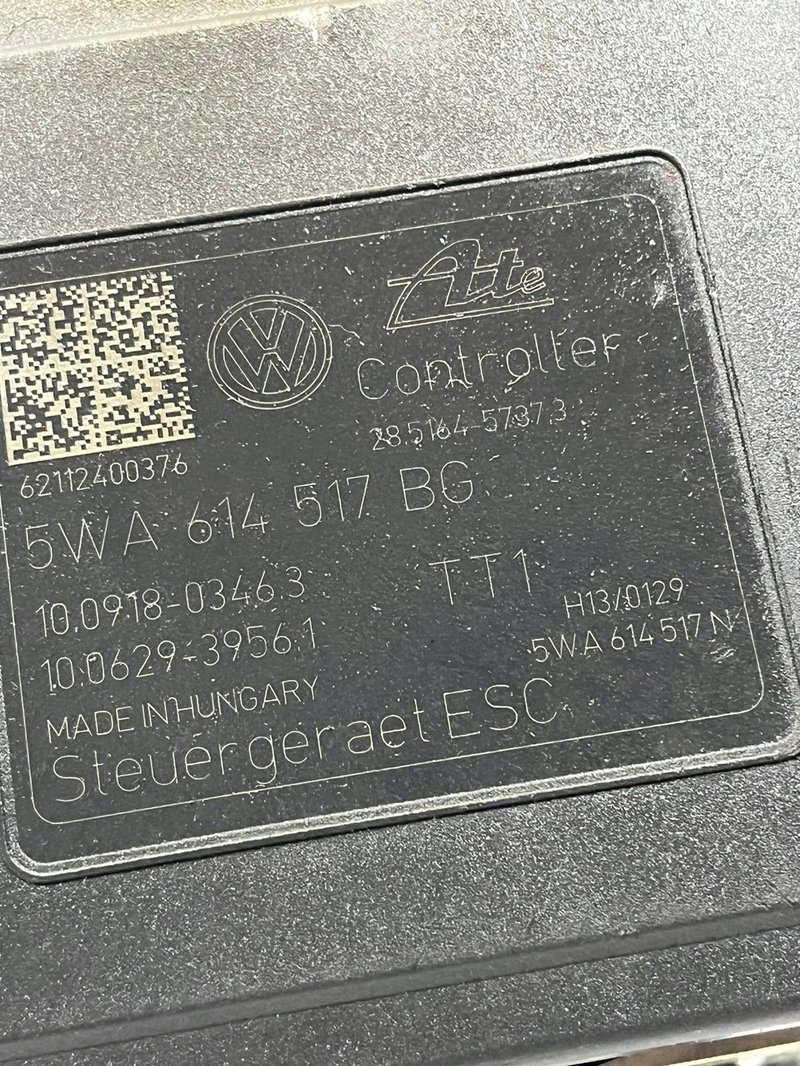 Ate
Controller
28.5164-5737.3
62112400376
5WA 614 517 BG
10.0918-0346.3
TT1
H13/0129
10.0629-3956.1
5WA 614 517 N
MADE IN HUNGARY
Steuergeraet ESC